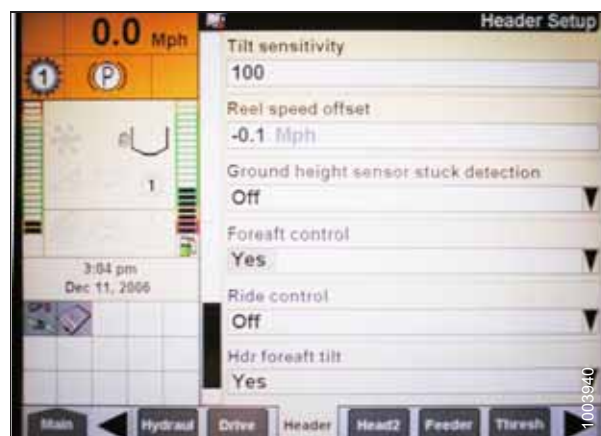 0.0 Mph
Header Setup
1
(P)
Tilt sensitivity
100
Reel speed offset
-0.1 Mph
Ground height sensor stuck detection
Off
1
Foreaft control
Yes
3:04 pm
Dec 11, 2006
Ride control
Off
GPS
Hdr foreaft tilt
Yes
1003940
Main
Hydraul
Drive
Header
Head2
Feeder
Thresh